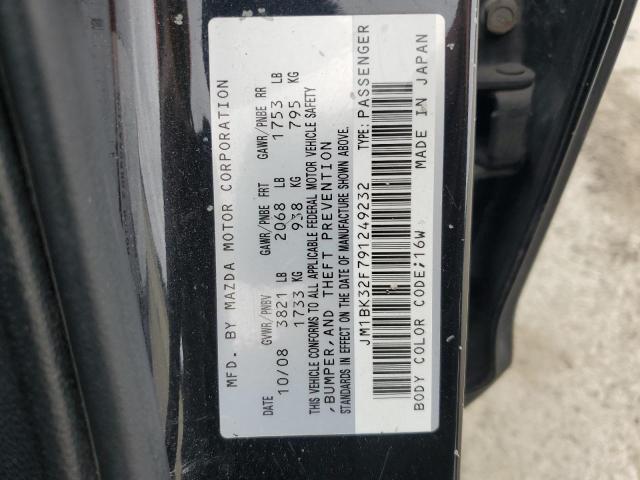 MFD. BY MAZDA MOTOR CORPORATION
DATE GVWR/PNBV GAWR/PNBE FRT GAWR/PNBE RR
10/08 3821 LB 2068 LB 1753 LB
1733 KG 938 KG 795 KG
THIS VEHICLE CONFORMS TO ALL APPLICABLE FEDERAL MOTOR VEHICLE SAFETY
,BUMPER,AND THEFT PREVENTION
STANDARDS IN EFFECT ON THE DATE OF MANUFACTURE SHOWN ABOVE.
JM1BK32F791249232 TYPE: PASSENGER
BODY COLOR CODE:16W MADE IN JAPAN